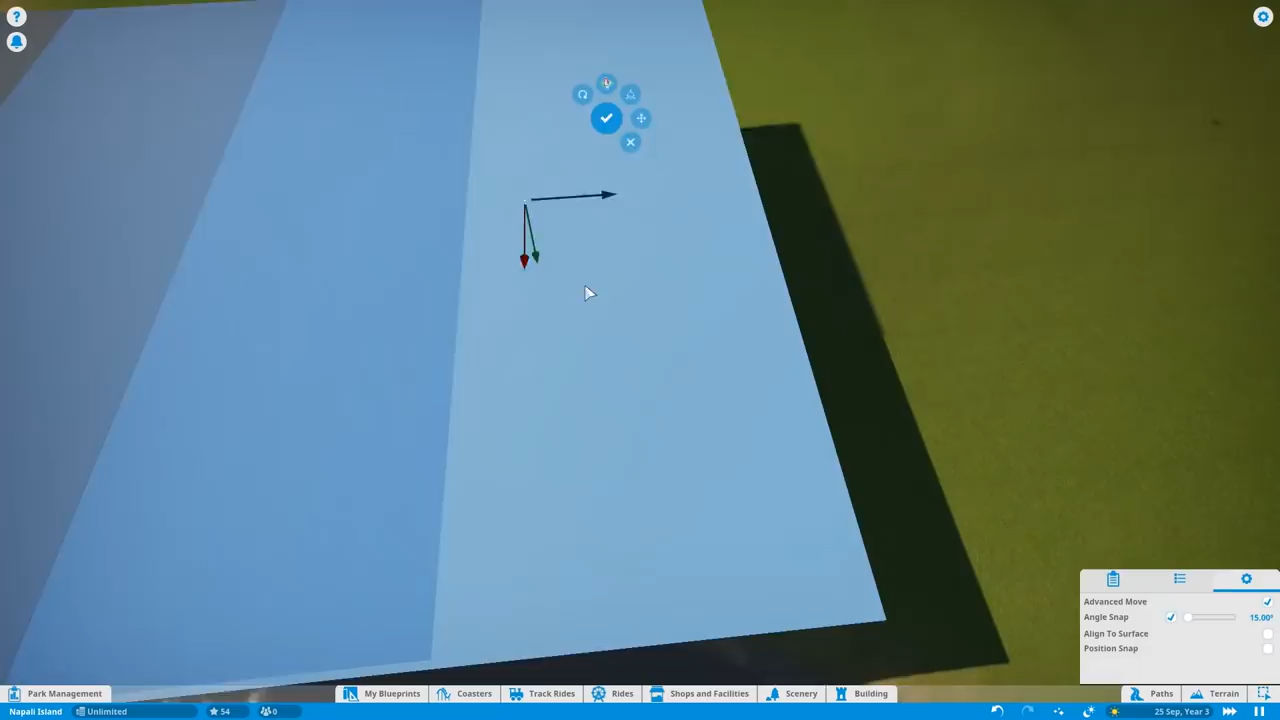 ?
Advanced Move
Angle Snap 15.00°
Align To Surface
Position Snap
Park Management My Blueprints Coasters Track Rides Rides Shops and Facilities Scenery Building Paths Terrain
Napali Island Unlimited 54 0 25 Sep, Year 3